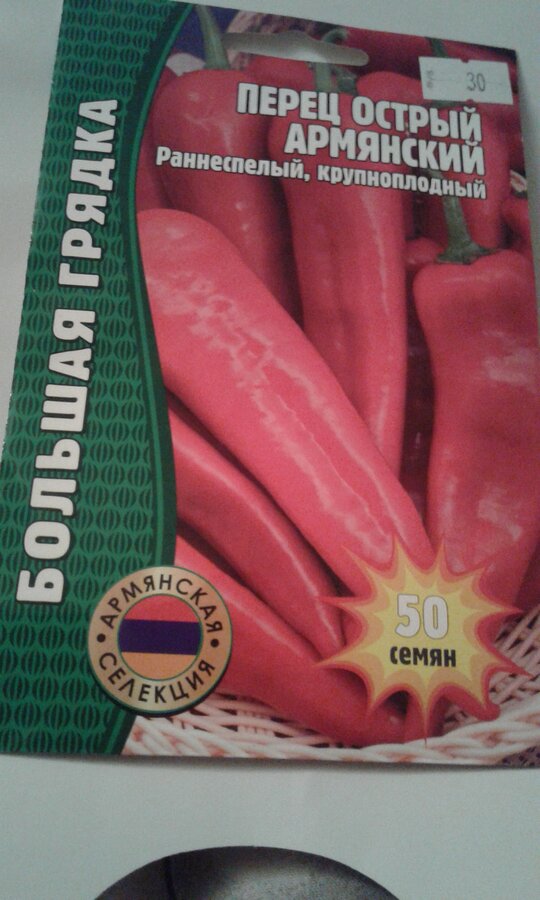 30
ПЕРЕЦ ОСТРЫЙ
АРМЯНСКИЙ
Раннеспелый, крупноплодный
БОЛЬШАЯ ГРЯДКА
АРМЯНСКАЯ
СЕЛЕКЦИЯ
50
семян